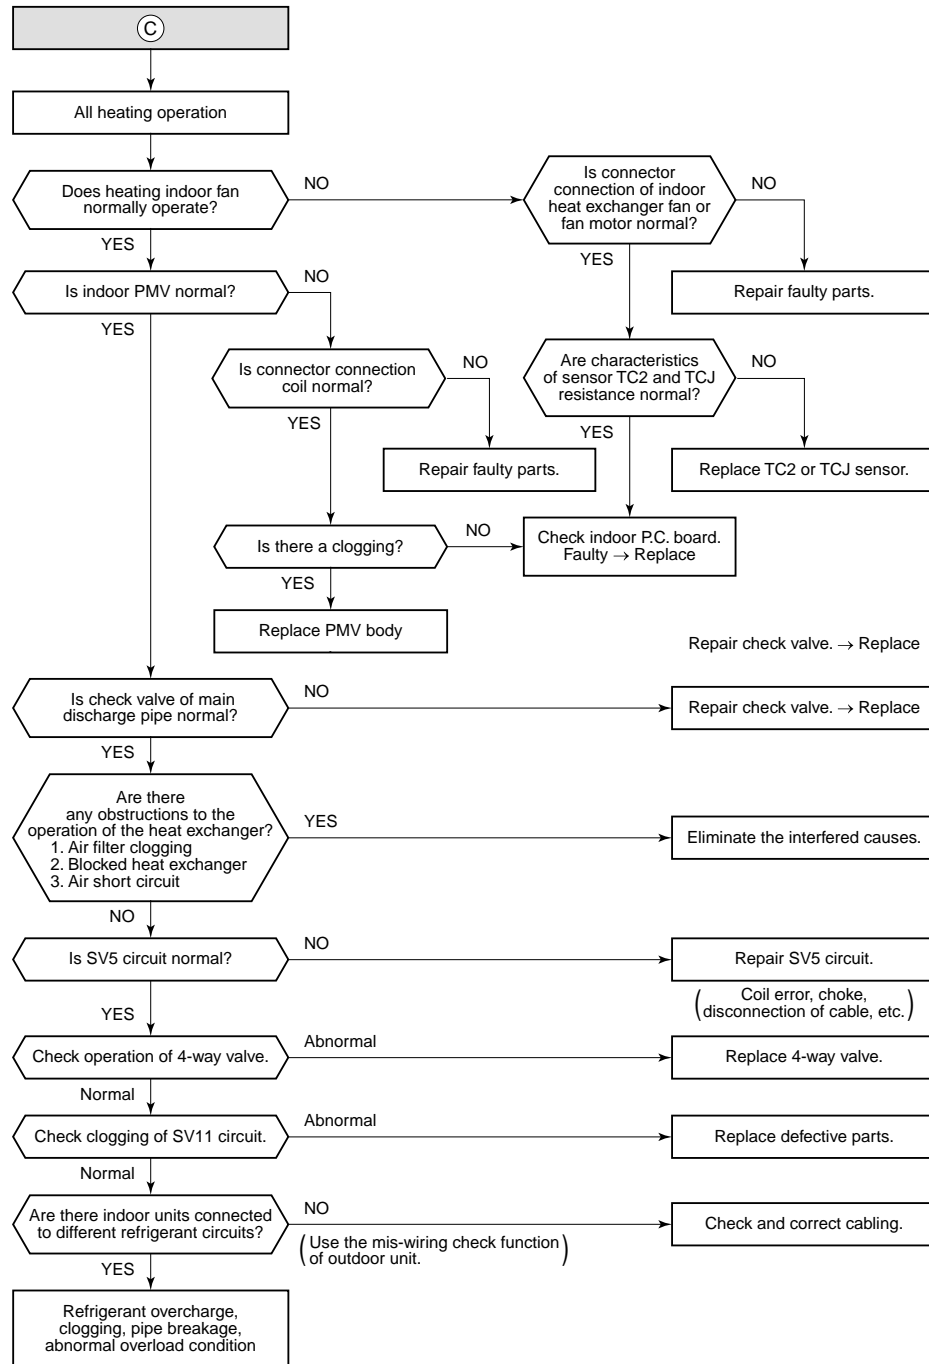 C
All heating operation
Does heating indoor fan
normally operate?
NO
YES
Is connector
connection of indoor
heat exchanger fan or
fan motor normal?
NO
YES
Repair faulty parts.
Is indoor PMV normal?
NO
YES
Is connector connection
coil normal?
NO
YES
Repair faulty parts.
Are characteristics
of sensor TC2 and TCJ
resistance normal?
NO
YES
Replace TC2 or TCJ sensor.
Is there a clogging?
NO
YES
Check indoor P.C. board.
Faulty → Replace
Replace PMV body
Repair check valve. → Replace
Is check valve of main
discharge pipe normal?
NO
YES
Repair check valve. → Replace
Are there
any obstructions to the
operation of the heat exchanger?
1. Air filter clogging
2. Blocked heat exchanger
3. Air short circuit
YES
NO
Eliminate the interfered causes.
Is SV5 circuit normal?
NO
YES
Repair SV5 circuit.
(Coil error, choke,
disconnection of cable, etc.)
Check operation of 4-way valve.
Abnormal
Normal
Replace 4-way valve.
Check clogging of SV11 circuit.
Abnormal
Normal
Replace defective parts.
Are there indoor units connected
to different refrigerant circuits?
NO
(Use the mis-wiring check function
of outdoor unit.)
YES
Check and correct cabling.
Refrigerant overcharge,
clogging, pipe breakage,
abnormal overload condition